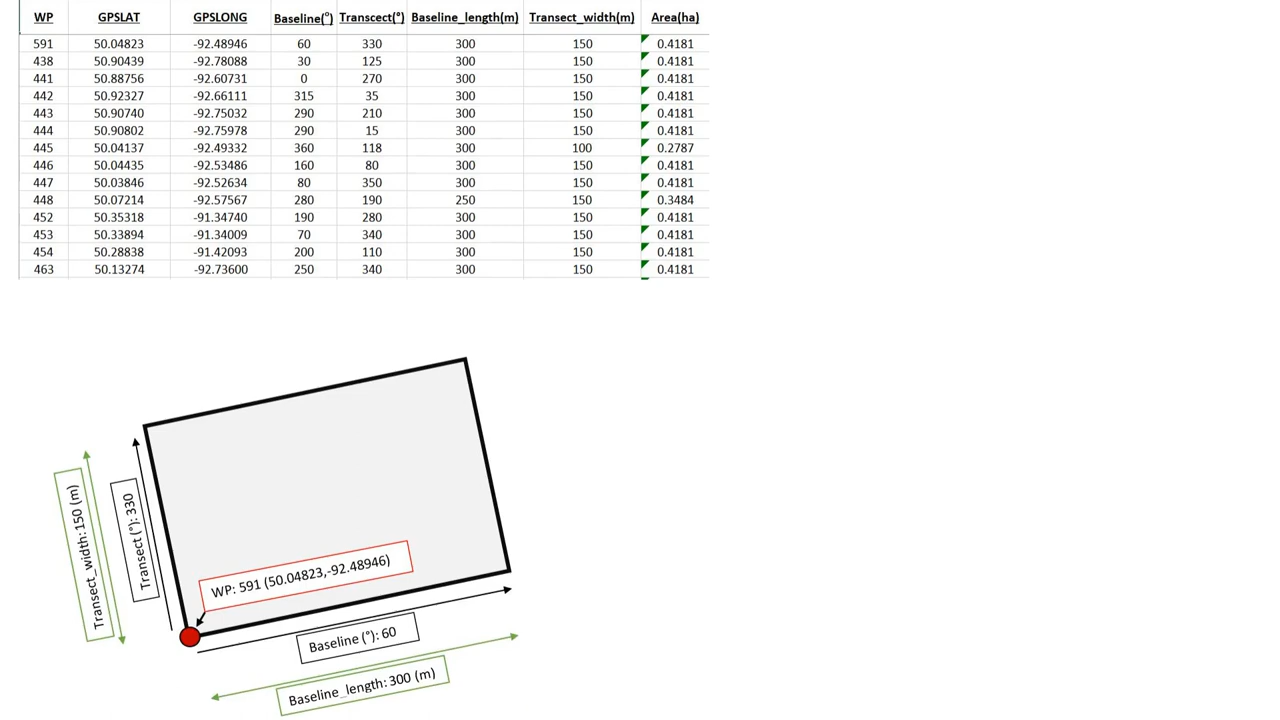 WP GPSLAT GPSLONG Baseline(°) Transcect(°) Baseline_length(m) Transect_width(m) Area(ha)
591 50.04823 -92.48946 60 330 300 150 0.4181
438 50.90439 -92.78088 30 125 300 150 0.4181
441 50.88756 -92.60731 0 270 300 150 0.4181
442 50.92327 -92.66111 315 35 300 150 0.4181
443 50.90740 -92.75032 290 210 300 150 0.4181
444 50.90802 -92.75978 290 15 300 150 0.4181
445 50.04137 -92.49332 360 118 300 100 0.2787
446 50.04435 -92.53486 160 80 300 150 0.4181
447 50.03846 -92.52634 80 350 300 150 0.4181
448 50.07214 -92.57567 280 190 250 150 0.3484
452 50.35318 -91.34740 190 280 300 150 0.4181
453 50.33894 -91.34009 70 340 300 150 0.4181
454 50.28838 -91.42093 200 110 300 150 0.4181
463 50.13274 -92.73600 250 340 300 150 0.4181
Transect_width:150 (m)
Transect (°): 330
WP: 591 (50.04823,-92.48946)
Baseline (°): 60
Baseline_length: 300 (m)